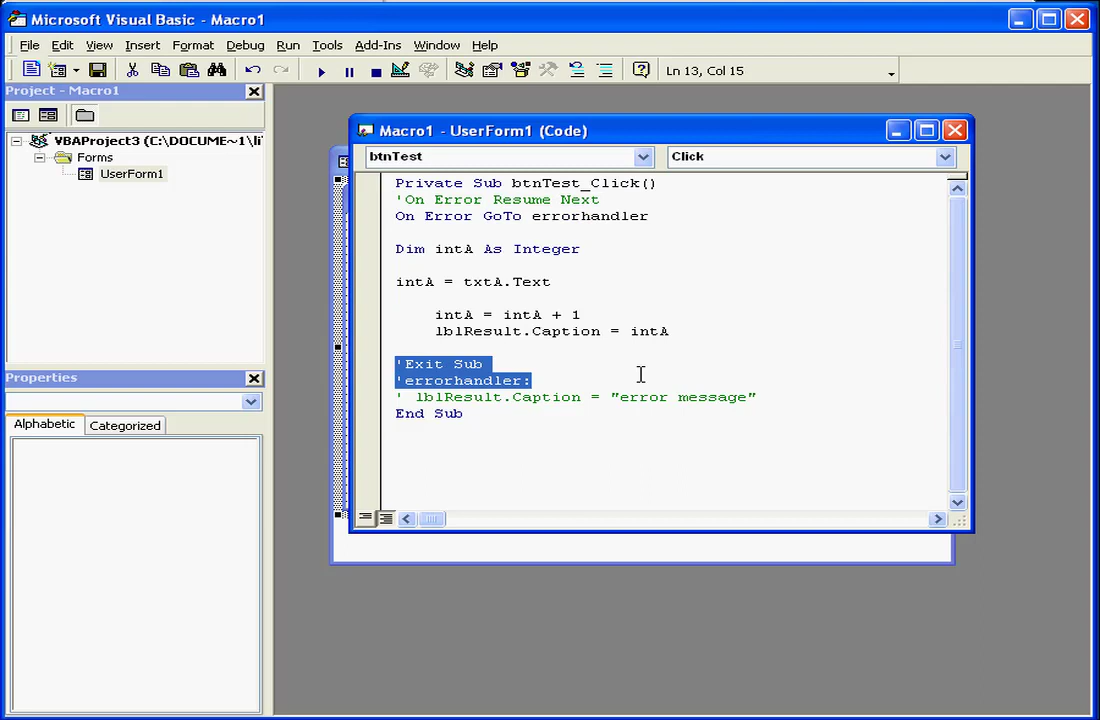 Microsoft Visual Basic - Macro1
File Edit View Insert Format Debug Run Tools Add-Ins Window Help
Ln 13, Col 15
Project - Macro1
VBAProject3 (C:\DOCUME~1\li
Forms
UserForm1
Properties
Alphabetic Categorized
Macro1 - UserForm1 (Code)
btnTest Click
Private Sub btnTest_Click()
'On Error Resume Next
On Error GoTo errorhandler
Dim intA As Integer
intA = txtA.Text
intA = intA + 1
lblResult.Caption = intA
'Exit Sub
'errorhandler:
' lblResult.Caption = "error message"
End Sub